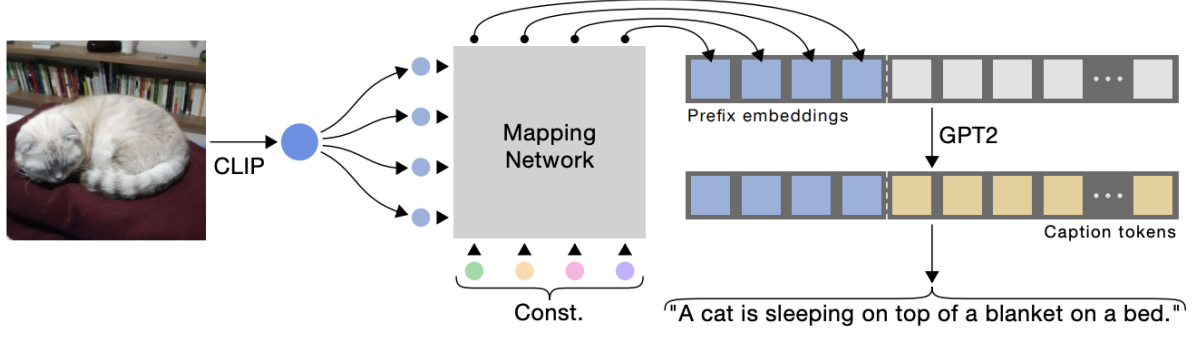 CLIP
Mapping
Network
Const.
Prefix embeddings
GPT2
Caption tokens
"A cat is sleeping on top of a blanket on a bed."